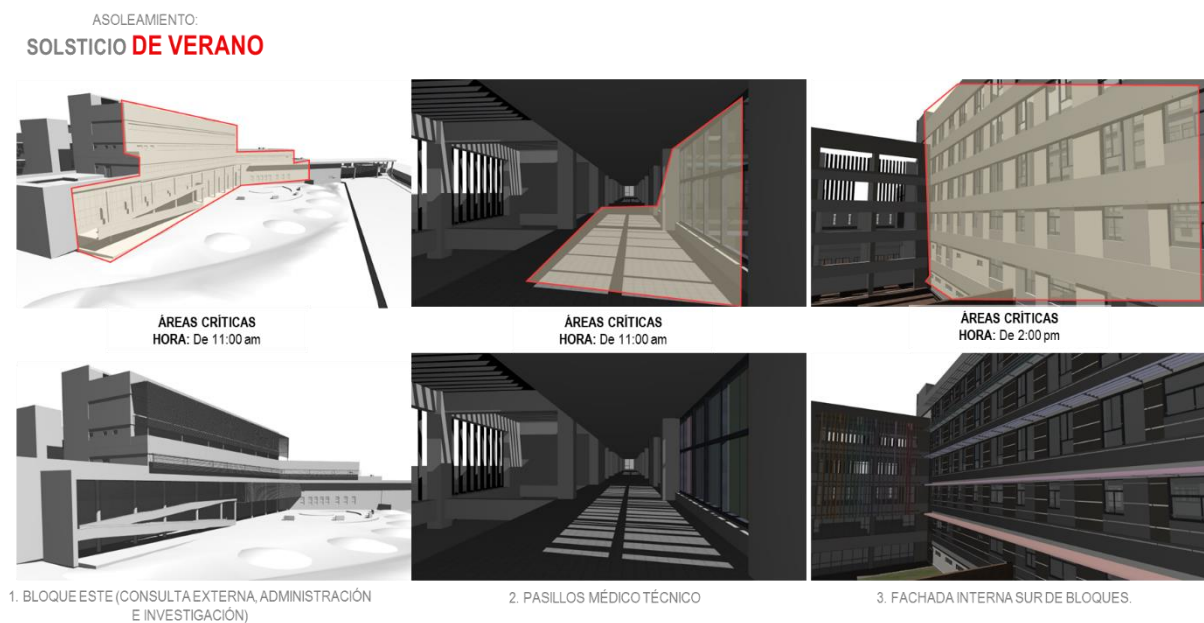 ASOLEAMIENTO:
SOLSTICIO DE VERANO
ÁREAS CRÍTICAS
HORA: De 11:00 am
ÁREAS CRÍTICAS
HORA: De 11:00 am
ÁREAS CRÍTICAS
HORA: De 2:00 pm
1. BLOQUE ESTE (CONSULTA EXTERNA, ADMINISTRACIÓN
E INVESTIGACIÓN)
2. PASILLOS MÉDICO TÉCNICO
3. FACHADA INTERNA SUR DE BLOQUES.